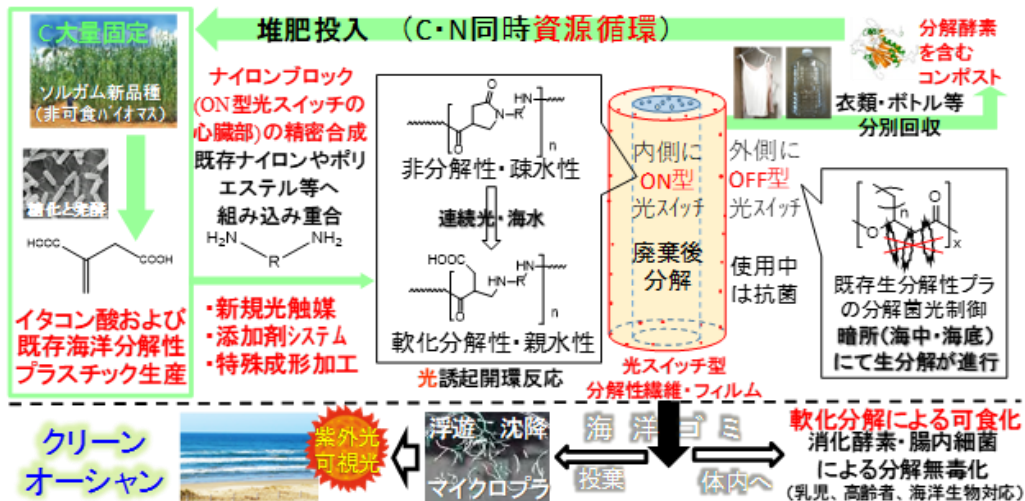 C大量固定
ソルガム新品種
(非可食バイオマス)
糖化と発酵
HOOC
COOH
イタコン酸および
既存海洋分解性
プラスチック生産
堆肥投入 (C・N同時資源循環)
ナイロンブロック
(ON型光スイッチの
心臓部)の精密合成
既存ナイロンやポリ
エステル等へ
組み込み重合
H₂N
NH₂
R
・新規光触媒
・添加剤システム
・特殊成形加工
O
HN
N
R
O
n
非分解性・疎水性
連続光・海水
HOOC
HN
HN
R
O
n
軟化分解性・親水性
光誘起開環反応
内側に
ON型
光スイッチ
廃棄後
分解
外側に
OFF型
光スイッチ
使用中
は抗菌
光スイッチ型
分解性繊維・フィルム
衣類・ボトル等
分別回収
分解酵素
を含む
コンポスト
n
O
O
x
既存生分解性プラ
の分解菌光制御
暗所(海中・海底)
にて生分解が進行
クリーン
オーシャン
紫外光
可視光
浮遊 沈降
マイクロプラ
海洋ゴミ
投棄
体内へ
軟化分解による可食化
消化酵素・腸内細菌
による分解無毒化
(乳児、高齢者、海洋生物対応)